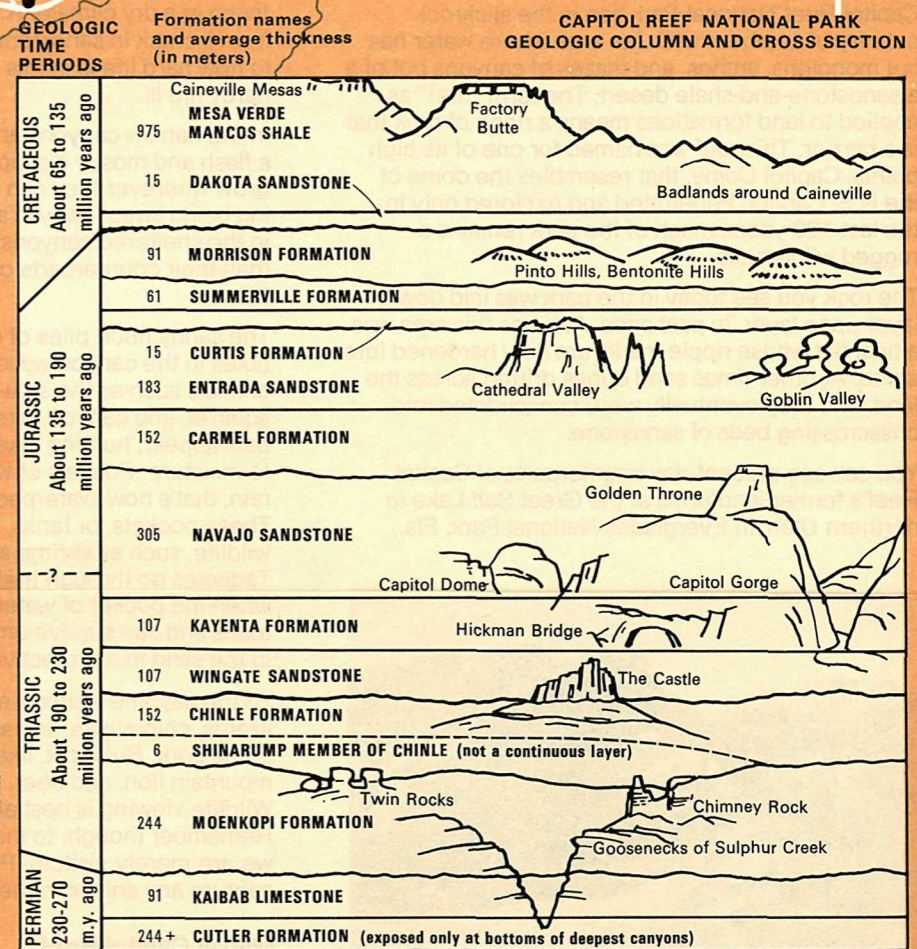 GEOLOGIC
TIME
PERIODS
Formation names
and average thickness
(in meters)
CAPITOL REEF NATIONAL PARK
GEOLOGIC COLUMN AND CROSS SECTION
CRETACEOUS
About 65 to 135
million years ago
Caineville Mesas
MESA VERDE
975 MANCOS SHALE
Factory
Butte
15 DAKOTA SANDSTONE
Badlands around Caineville
91 MORRISON FORMATION
Pinto Hills, Bentonite Hills
61 SUMMERVILLE FORMATION
JURASSIC
About 135 to 190
million years ago
15 CURTIS FORMATION
183 ENTRADA SANDSTONE
Cathedral Valley
Goblin Valley
152 CARMEL FORMATION
Golden Throne
305 NAVAJO SANDSTONE
–?–
Capitol Dome
Capitol Gorge
107 KAYENTA FORMATION
Hickman Bridge
TRIASSIC
About 190 to 230
million years ago
107 WINGATE SANDSTONE
The Castle
152 CHINLE FORMATION
6 SHINARUMP MEMBER OF CHINLE (not a continuous layer)
Twin Rocks
Chimney Rock
244 MOENKOPI FORMATION
Goosenecks of Sulphur Creek
PERMIAN
230-270
m.y. ago
91 KAIBAB LIMESTONE
244+ CUTLER FORMATION (exposed only at bottoms of deepest canyons)